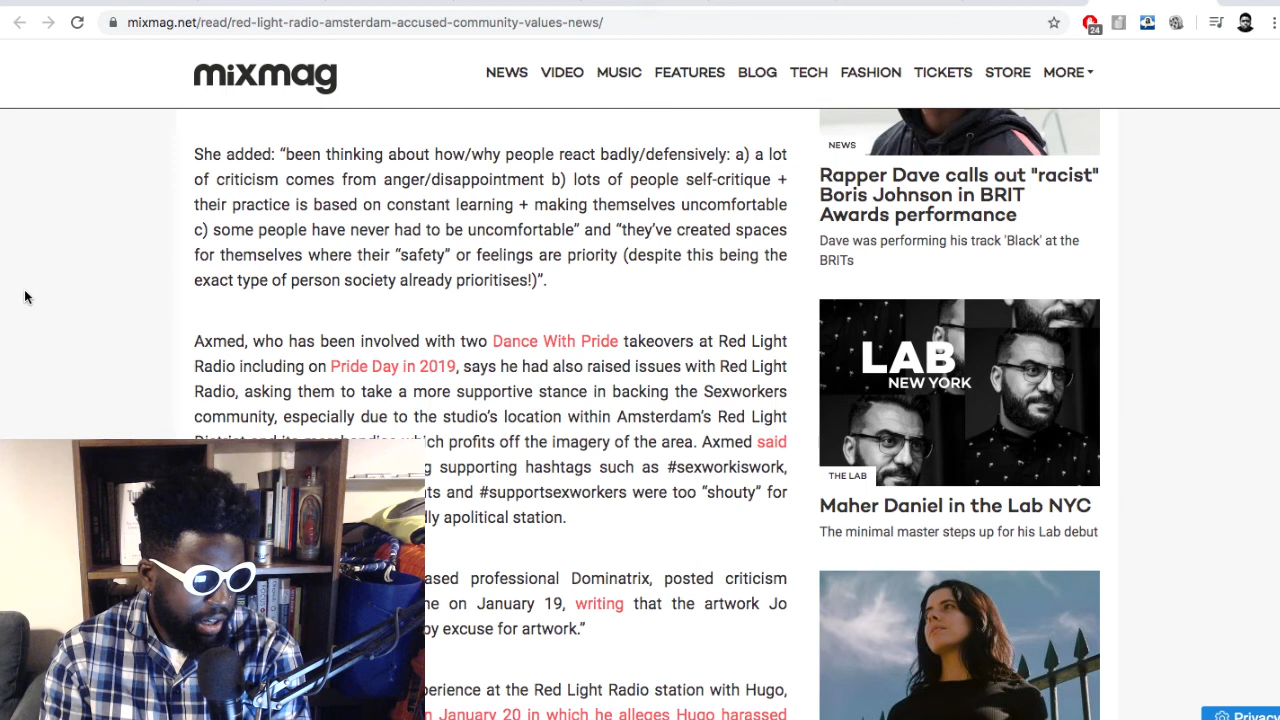 mixmag.net/read/red-light-radio-amsterdam-accused-community-values-news/
24
mixmag
NEWS VIDEO MUSIC FEATURES BLOG TECH FASHION TICKETS STORE MORE
She added: “been thinking about how/why people react badly/defensively: a) a lot
of criticism comes from anger/disappointment b) lots of people self-critique +
their practice is based on constant learning + making themselves uncomfortable
c) some people have never had to be uncomfortable” and “they’ve created spaces
for themselves where their “safety” or feelings are priority (despite this being the
exact type of person society already prioritises!)”.
Axmed, who has been involved with two Dance With Pride takeovers at Red Light
Radio including on Pride Day in 2019, says he had also raised issues with Red Light
Radio, asking them to take a more supportive stance in backing the Sexworkers
community, especially due to the studio’s location within Amsterdam’s Red Light
District and its merchandise which profits off the imagery of the area. Axmed said
supporting hashtags such as #sexworkiswork,
and #supportsexworkers were too “shouty” for
apolitical station.
professional Dominatrix, posted criticism
on January 19, writing that the artwork Jo
excuse for artwork.”
at the Red Light Radio station with Hugo,
January 20 in which he alleges Hugo harassed
NEWS
Rapper Dave calls out "racist"
Boris Johnson in BRIT
Awards performance
Dave was performing his track 'Black' at the
BRITs
LAB
NEW YORK
THE LAB
Maher Daniel in the Lab NYC
The minimal master steps up for his Lab debut
Privacy